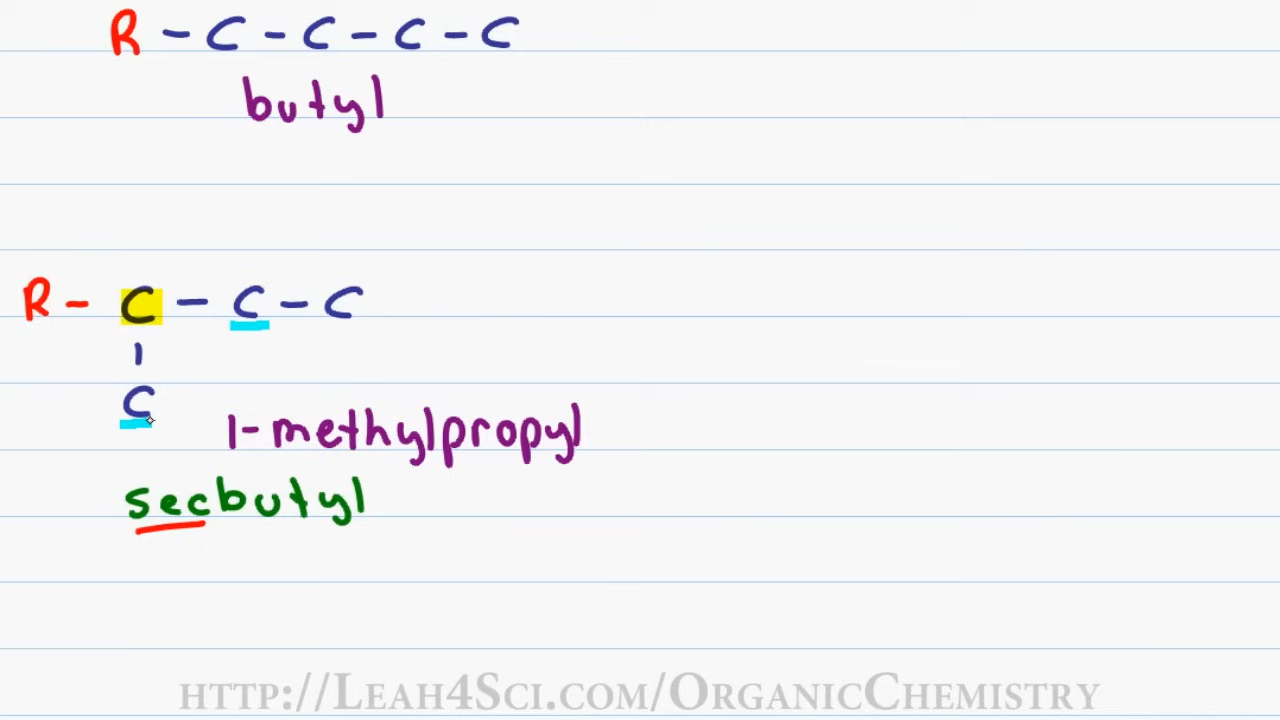 R - C - C - C - C
butyl
R - C - C - C
|
C
1-methylpropyl
secbutyl
http://Leah4Sci.com/OrganicChemistry